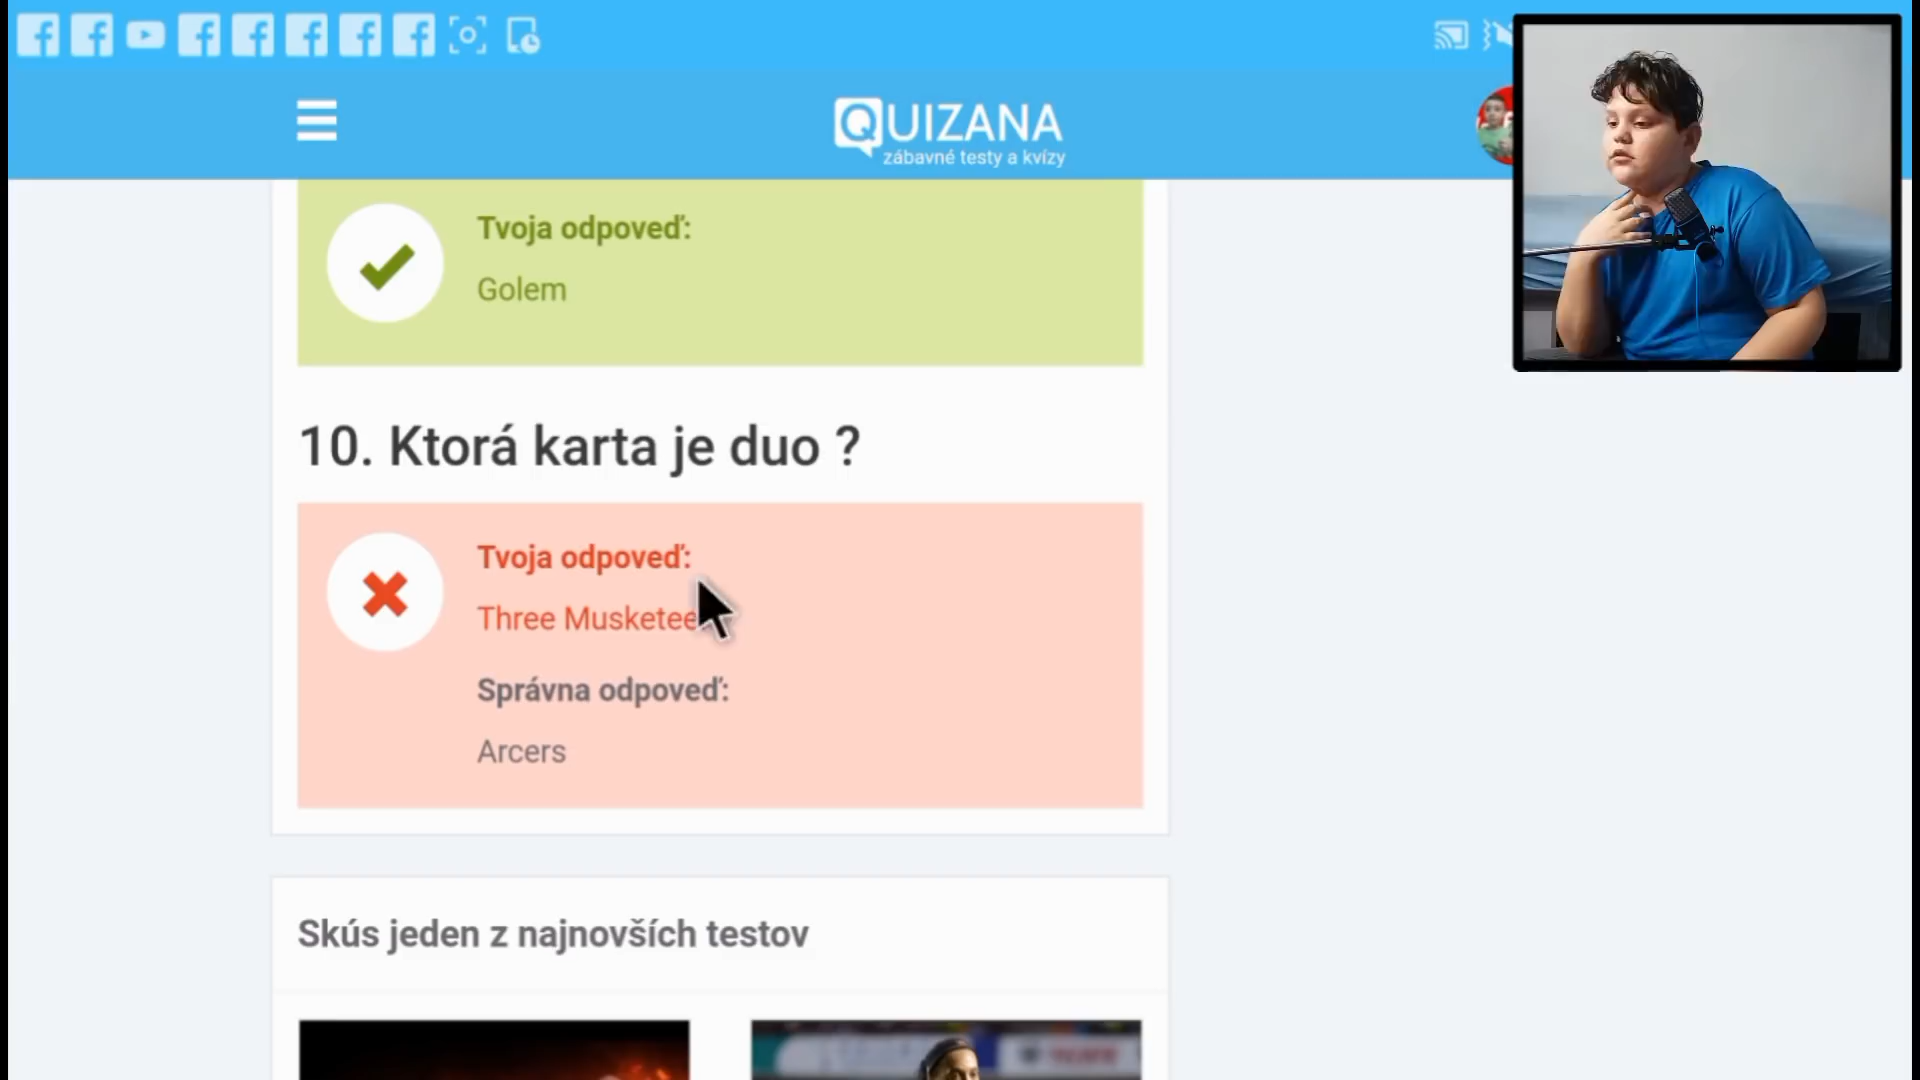 QUIZANA
zábavné testy a kvízy
Tvoja odpoveď:
Golem
10. Ktorá karta je duo ?
Tvoja odpoveď:
Three Musketee
Správna odpoveď:
Arcers
Skús jeden z najnovších testov